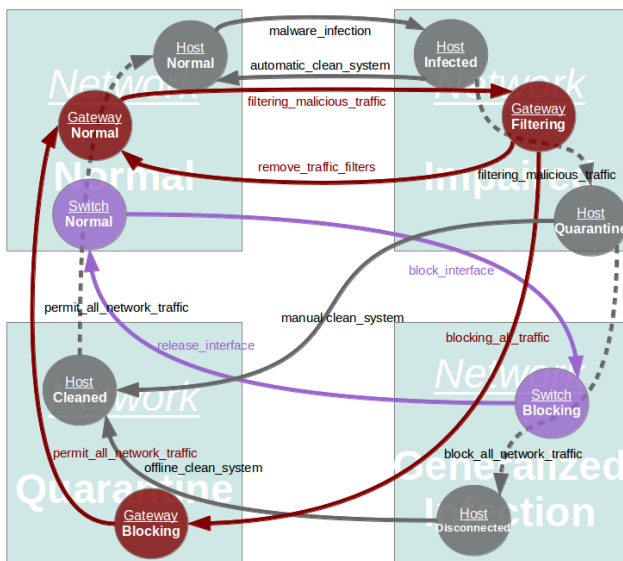 Host
Normal
malware_infection
Host
Infected
automatic_clean_system
Network
Network
Gateway
Normal
filtering_malicious_traffic
Gateway
Filtering
remove_traffic_filters
Normal
Impaired
filtering_malicious_traffic
Switch
Normal
Host
Quarantine
block_interface
permit_all_network_traffic
manual clean_system
release_interface
blocking_all_traffic
Network
Network
Host
Cleaned
Switch
Blocking
permit_all_network_traffic
offline_clean_system
block_all_network_traffic
Quarantine
Generalized
Infection
Gateway
Blocking
Host
Disconnected